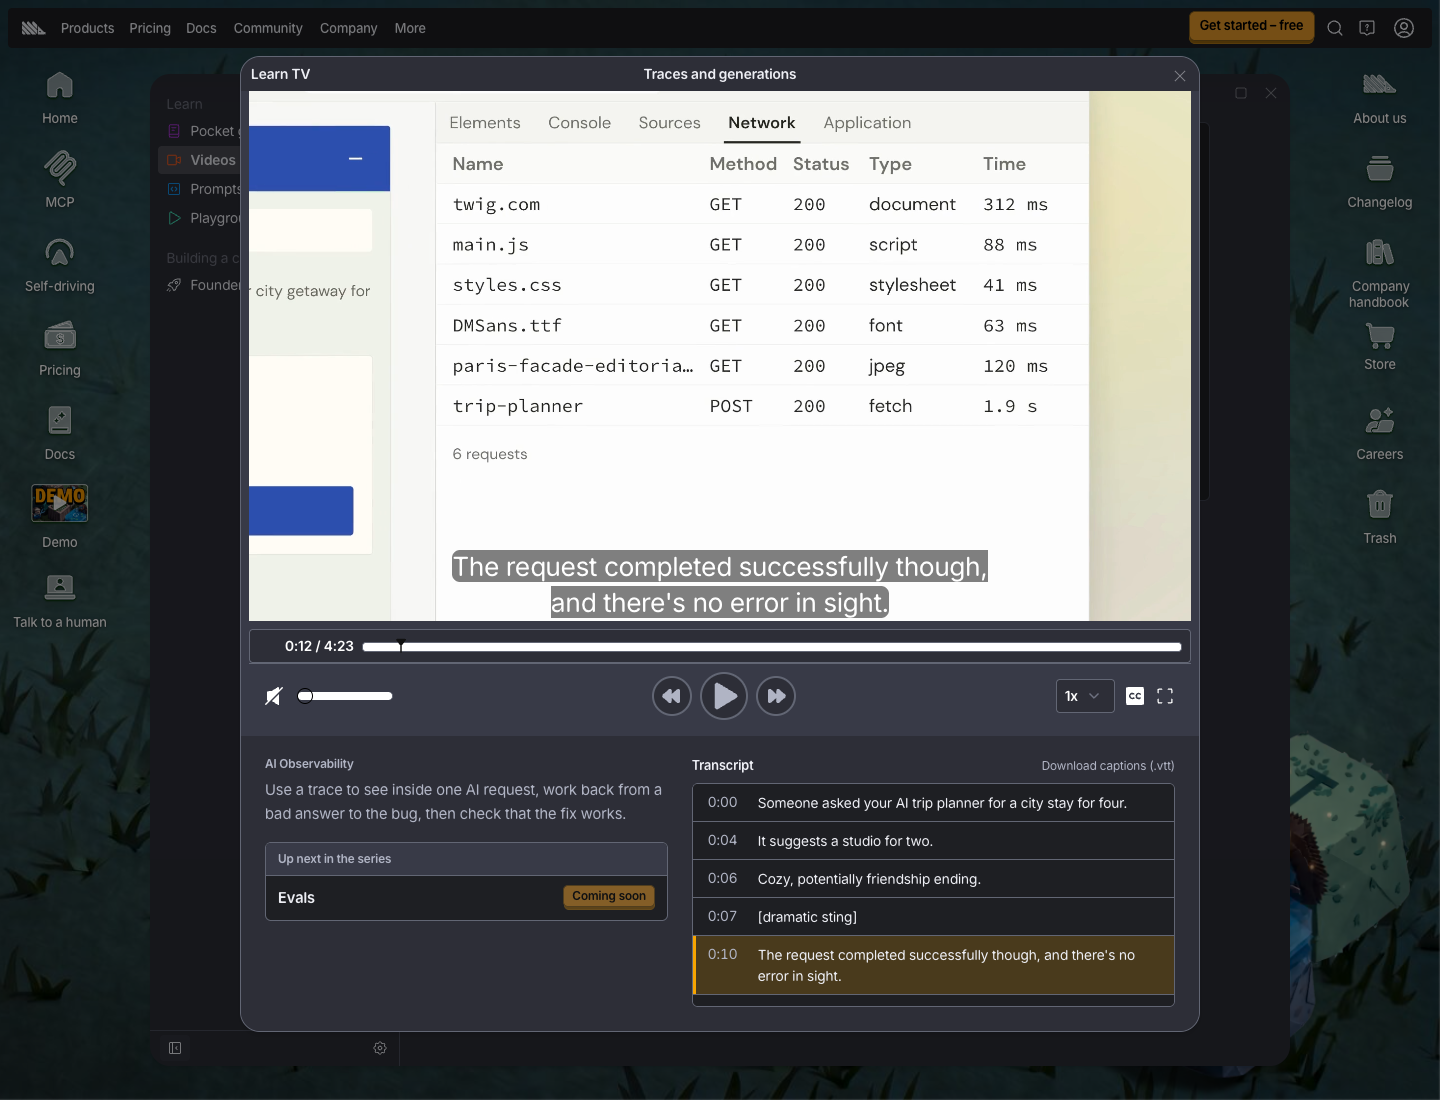 Products Pricing Docs Community Company More
Get started – free
Learn TV
Traces and generations
Home
MCP
Self-driving
Pricing
Docs
DEMO
Demo
Talk to a human
Learn
Pocket g
Videos
Prompts
Playgrou
Building a c
Founder
city getaway for
Elements Console Sources Network Application
Name Method Status Type Time
twig.com GET 200 document 312 ms
main.js GET 200 script 88 ms
styles.css GET 200 stylesheet 41 ms
DMSans.ttf GET 200 font 63 ms
paris-facade-editoria… GET 200 jpeg 120 ms
trip-planner POST 200 fetch 1.9 s
6 requests
The request completed successfully though,
and there's no error in sight.
0:12 / 4:23
1x
CC
AI Observability
Use a trace to see inside one AI request, work back from a
bad answer to the bug, then check that the fix works.
Up next in the series
Evals
Coming soon
Transcript
Download captions (.vtt)
0:00 Someone asked your AI trip planner for a city stay for four.
0:04 It suggests a studio for two.
0:06 Cozy, potentially friendship ending.
0:07 [dramatic sting]
0:10 The request completed successfully though, and there's no
error in sight.
About us
Changelog
Company
handbook
Store
Careers
Trash